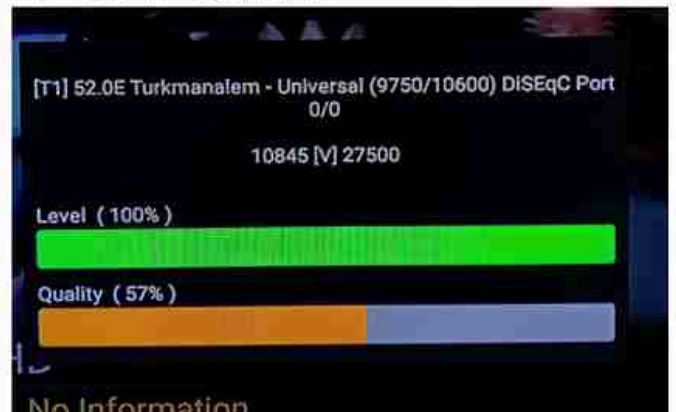 [T1] 52.0E Turkmanalem - Universal (9750/10600) DiSEqC Port
0/0
10845 [V] 27500
Level ( 100% )
Quality ( 57% )
No Information